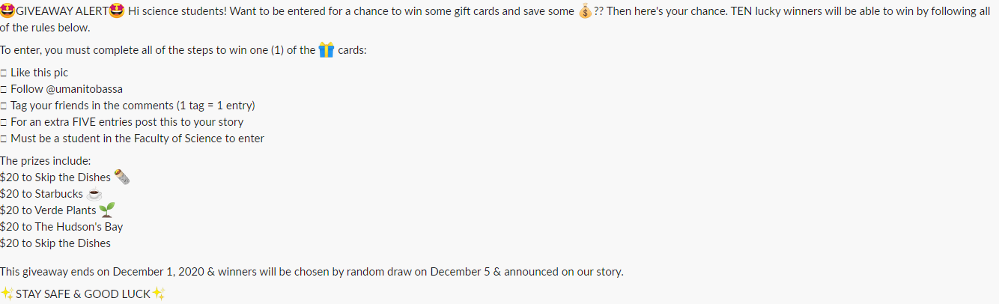 🤩GIVEAWAY ALERT🤩 Hi science students! Want to be entered for a chance to win some gift cards and save some 💰?? Then here's your chance. TEN lucky winners will be able to win by following all
of the rules below.
To enter, you must complete all of the steps to win one (1) of the 🎁 cards:
□ Like this pic
□ Follow @umanitobassa
□ Tag your friends in the comments (1 tag = 1 entry)
□ For an extra FIVE entries post this to your story
□ Must be a student in the Faculty of Science to enter
The prizes include:
$20 to Skip the Dishes 🌯
$20 to Starbucks ☕
$20 to Verde Plants 🌱
$20 to The Hudson's Bay
$20 to Skip the Dishes
This giveaway ends on December 1, 2020 & winners will be chosen by random draw on December 5 & announced on our story.
✨STAY SAFE & GOOD LUCK✨